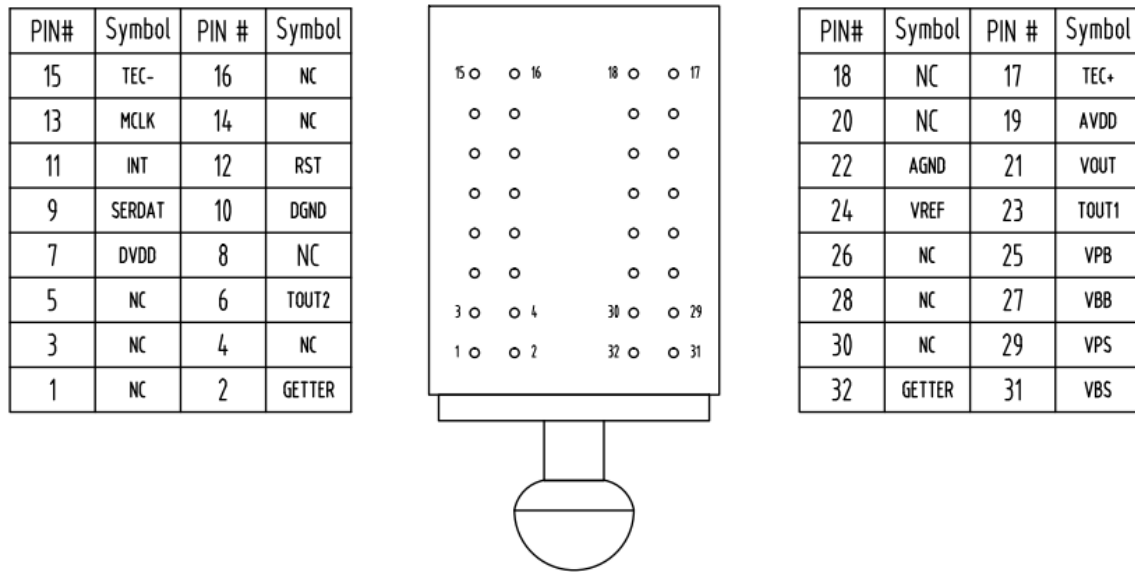 PIN# Symbol PIN # Symbol
15 TEC- 16 NC
13 MCLK 14 NC
11 INT 12 RST
9 SERDAT 10 DGND
7 DVDD 8 NC
5 NC 6 TOUT2
3 NC 4 NC
1 NC 2 GETTER
15 16 18 17
3 4 30 29
1 2 32 31
PIN# Symbol PIN # Symbol
18 NC 17 TEC+
20 NC 19 AVDD
22 AGND 21 VOUT
24 VREF 23 TOUT1
26 NC 25 VPB
28 NC 27 VBB
30 NC 29 VPS
32 GETTER 31 VBS